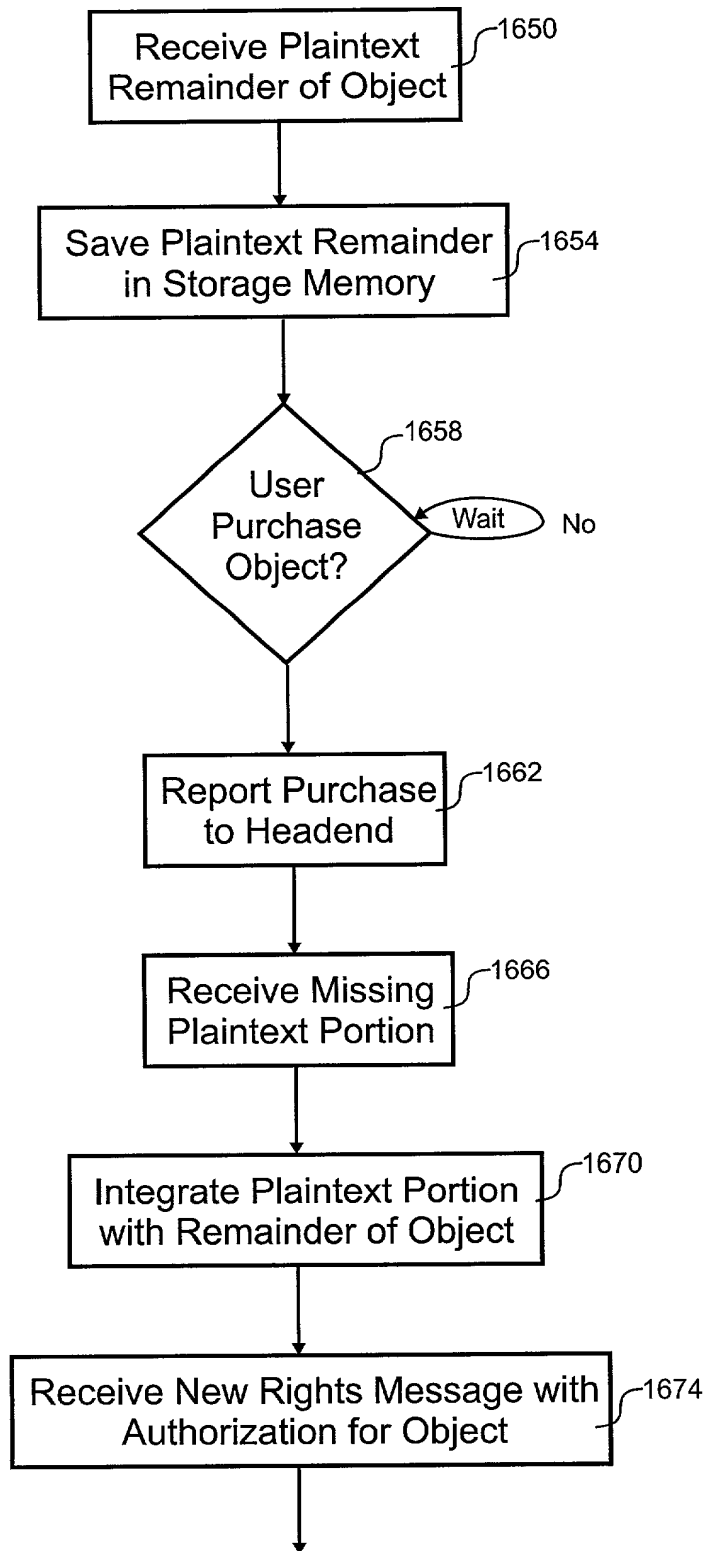 Receive Plaintext
Remainder of Object
1650
Save Plaintext Remainder
in Storage Memory
1654
User
Purchase
Object?
1658
Wait
No
Report Purchase
to Headend
1662
Receive Missing
Plaintext Portion
1666
Integrate Plaintext Portion
with Remainder of Object
1670
Receive New Rights Message with
Authorization for Object
1674